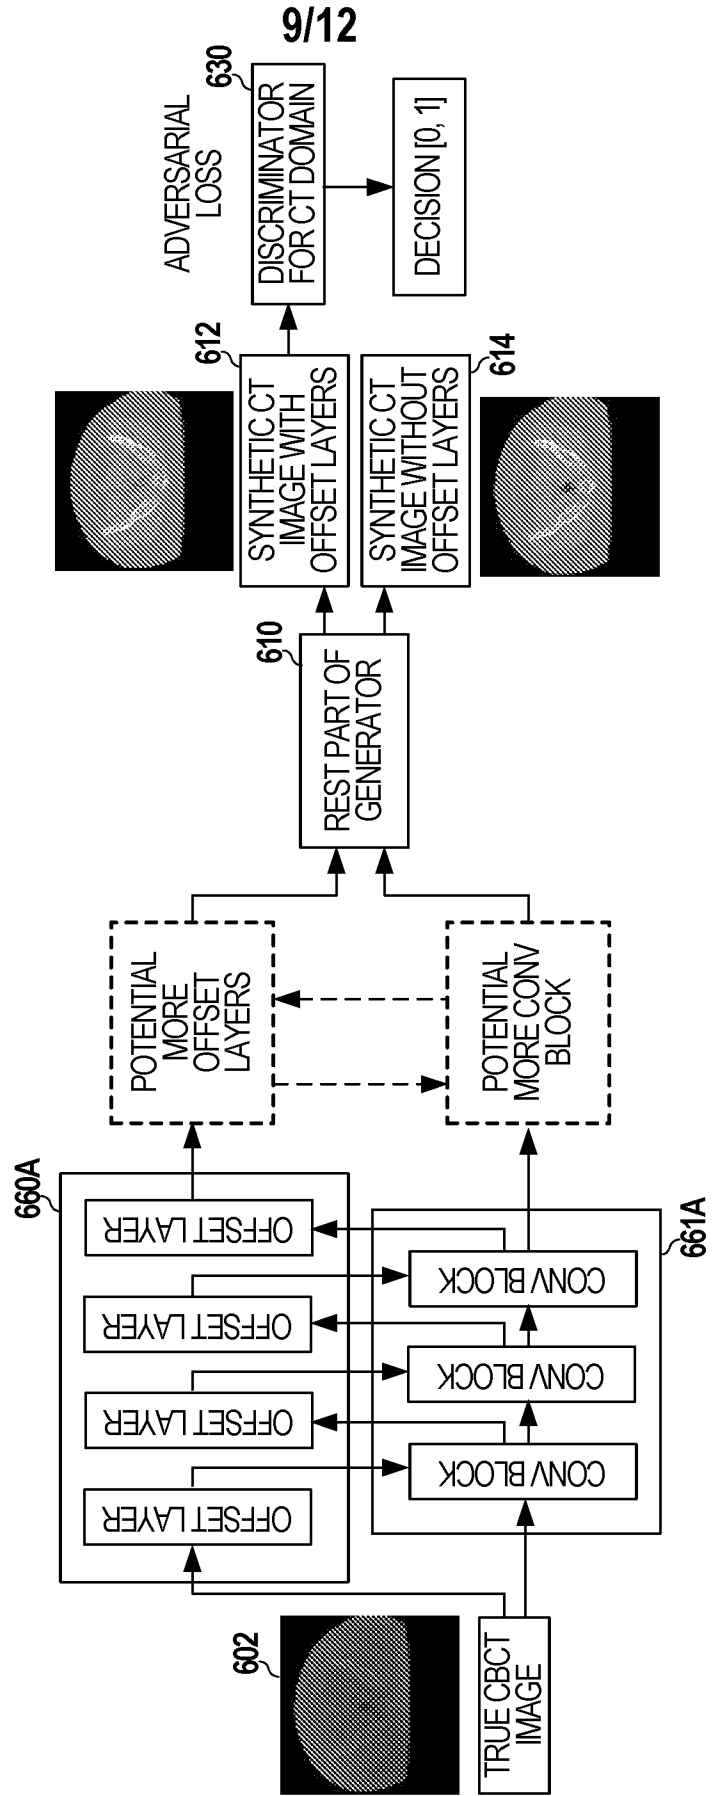 9/12
602
TRUE CBCT
IMAGE
660A
OFFSET LAYER
OFFSET LAYER
OFFSET LAYER
OFFSET LAYER
661A
CONV BLOCK
CONV BLOCK
CONV BLOCK
POTENTIAL
MORE
OFFSET
LAYERS
POTENTIAL
MORE CONV
BLOCK
610
REST PART OF
GENERATOR
612
SYNTHETIC CT
IMAGE WITH
OFFSET LAYERS
614
SYNTHETIC CT
IMAGE WITHOUT
OFFSET LAYERS
ADVERSARIAL
LOSS
630
DISCRIMINATOR
FOR CT DOMAIN
DECISION [0, 1]